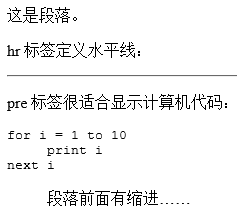 这是段落。
hr 标签定义水平线：
pre 标签很适合显示计算机代码：
for i = 1 to 10
     print i
next i
段落前面有缩进……